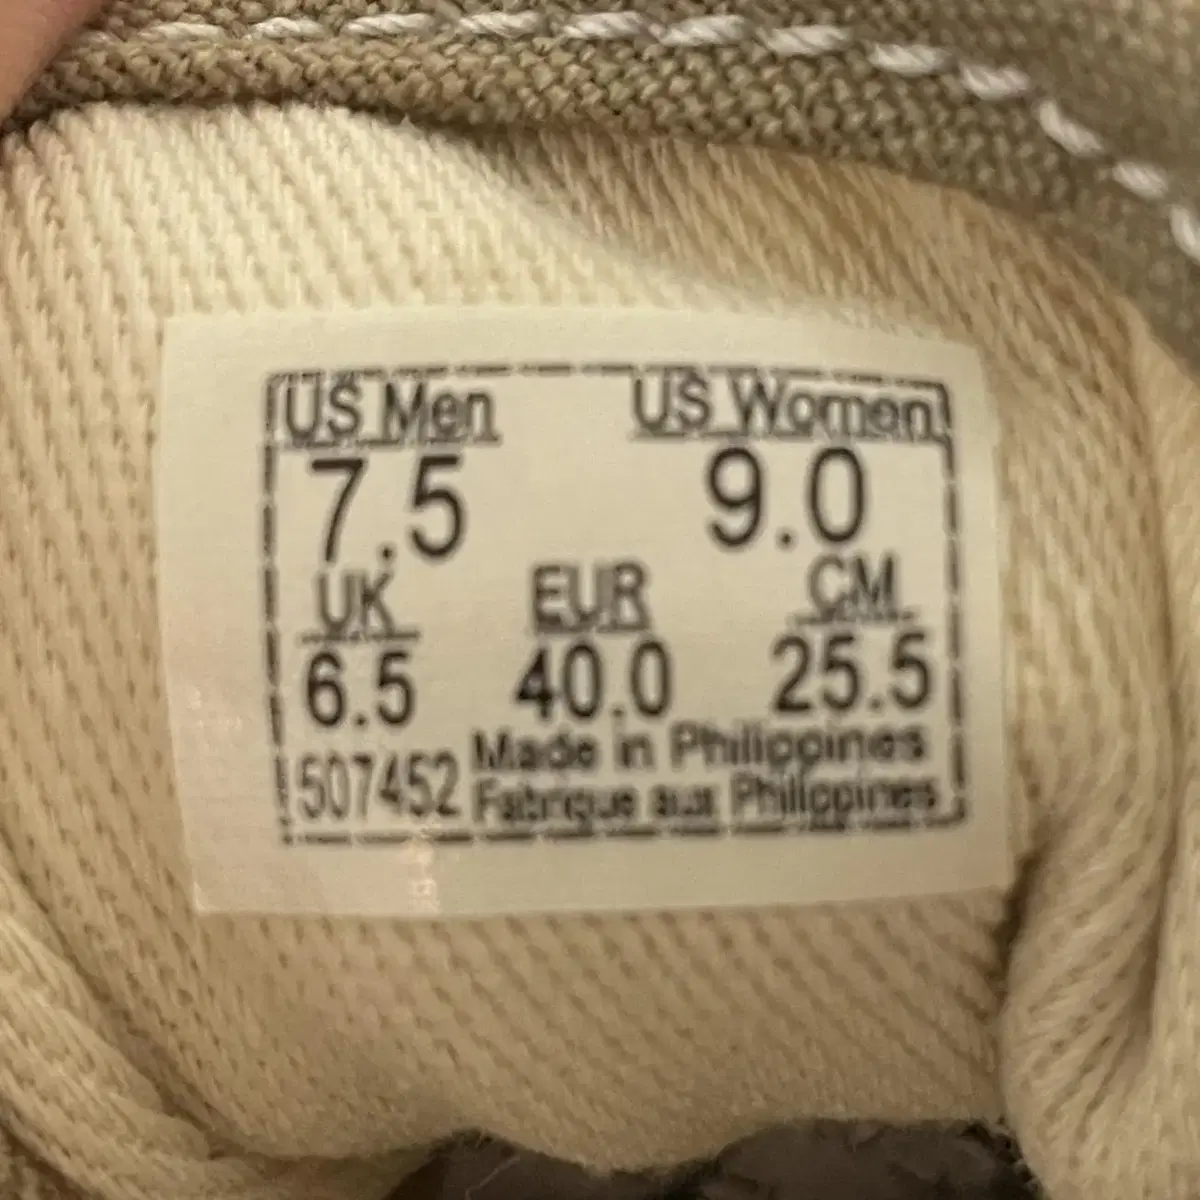 US Men US Women
7.5 9.0
UK EUR CM
6.5 40.0 25.5
507452 Made in Philippines
Fabrique aux Philippines